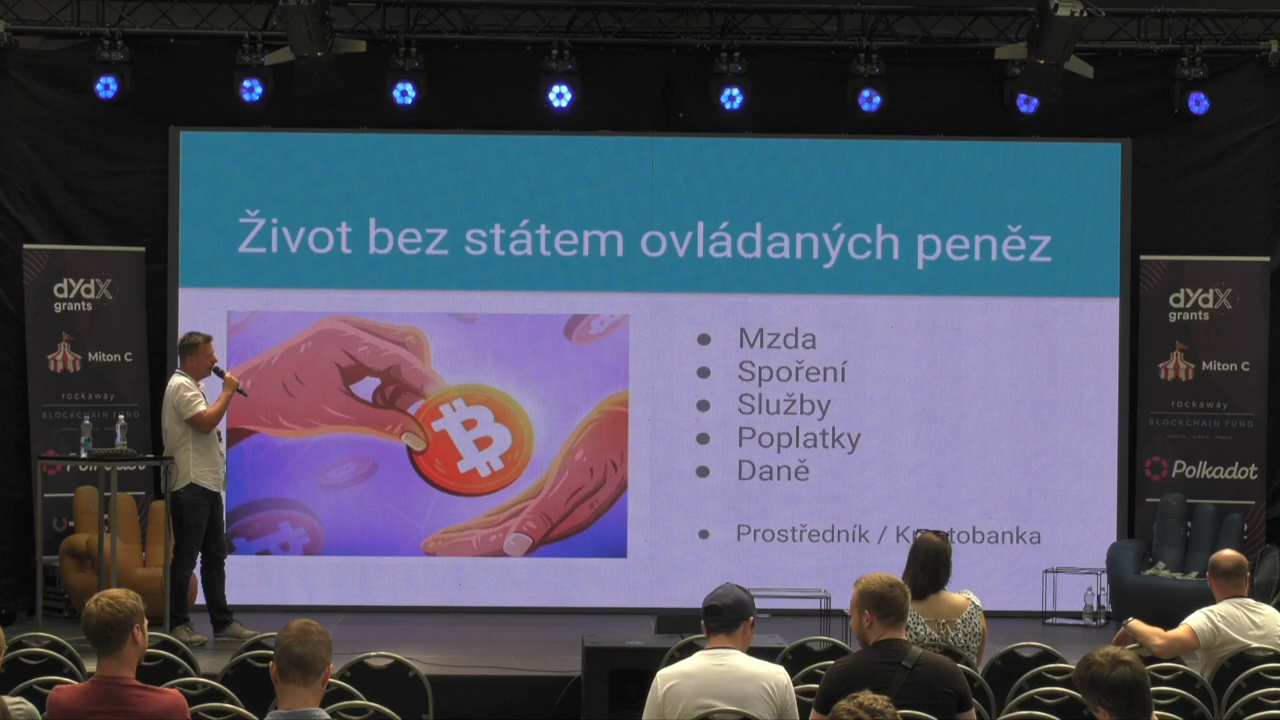 Život bez státem ovládaných peněz
• Mzda
• Spoření
• Služby
• Poplatky
• Daně
• Prostředník / Kryptobanka
dYdX
grants
Miton C
rockaway
BLOCKCHAIN FUND
dYdX
grants
Miton C
rockaway
BLOCKCHAIN FUND
Polkadot